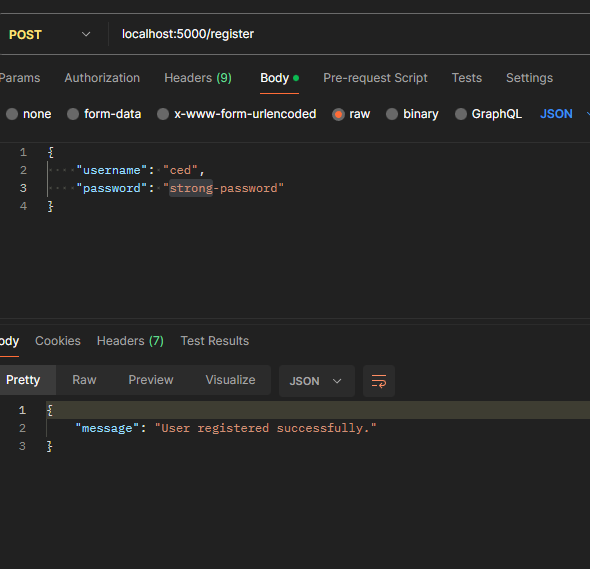 POST localhost:5000/register
Params Authorization Headers (9) Body Pre-request Script Tests Settings
none form-data x-www-form-urlencoded raw binary GraphQL JSON
1 {
2 ····"username": "ced",
3 ····"password": "strong-password"
4 }
ody Cookies Headers (7) Test Results
Pretty Raw Preview Visualize JSON
1 {
2 "message": "User registered successfully."
3 }